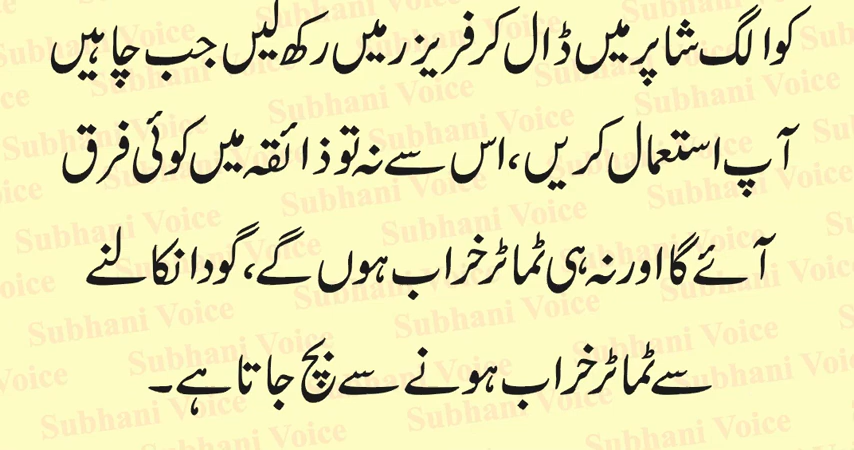 کو الگ شاپر میں ڈال کر فریزر میں رکھ لیں جب چاہیں
آپ استعمال کریں، اس سے نہ تو ذائقہ میں کوئی فرق
آئے گا اور نہ ہی ٹماٹر خراب ہوں گے، گودا نکالنے
سے ٹماٹر خراب ہونے سے بچ جاتا ہے۔
Subhani Voice